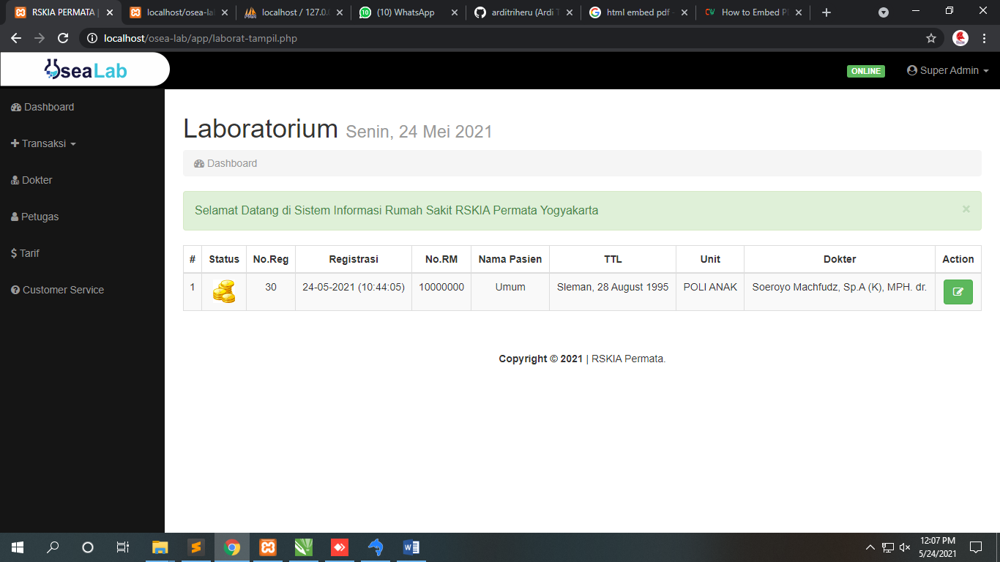 RSKIA PERMATA |
localhost/osea-la
localhost / 127.0.0
(10) WhatsApp
arditriheru (Ardi T
html embed pdf -
How to Embed P
localhost/osea-lab/app/laborat-tampil.php
OseaLab
ONLINE
Super Admin
Dashboard
Transaksi
Dokter
Petugas
$ Tarif
Customer Service
Laboratorium Senin, 24 Mei 2021
Dashboard
Selamat Datang di Sistem Informasi Rumah Sakit RSKIA Permata Yogyakarta ×
# Status No.Reg Registrasi No.RM Nama Pasien TTL Unit Dokter Action
1 30 24-05-2021 (10:44:05) 10000000 Umum Sleman, 28 August 1995 POLI ANAK Soeroyo Machfudz, Sp.A (K), MPH. dr.
Copyright © 2021 | RSKIA Permata.
12:07 PM
5/24/2021